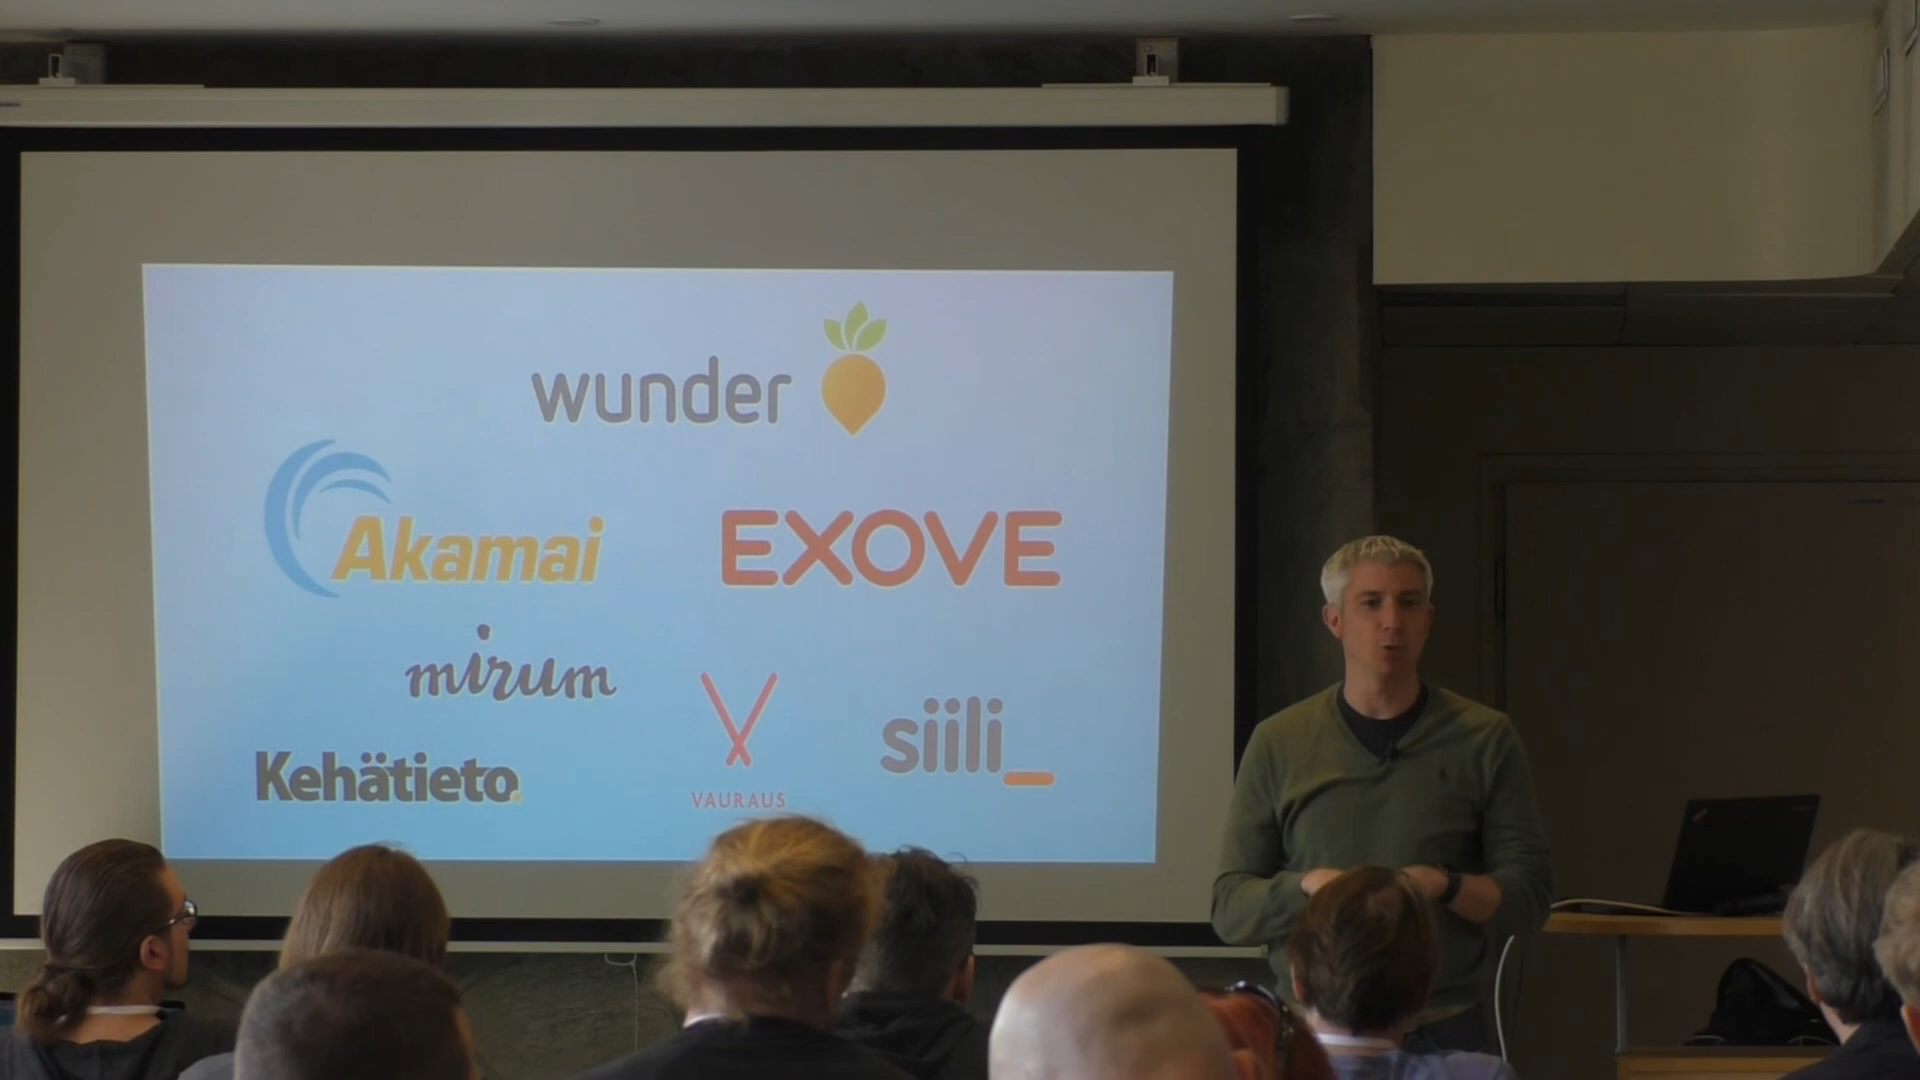 wunder
Akamai
EXOVE
mirum
siili_
Kehätieto.
VAURAUS